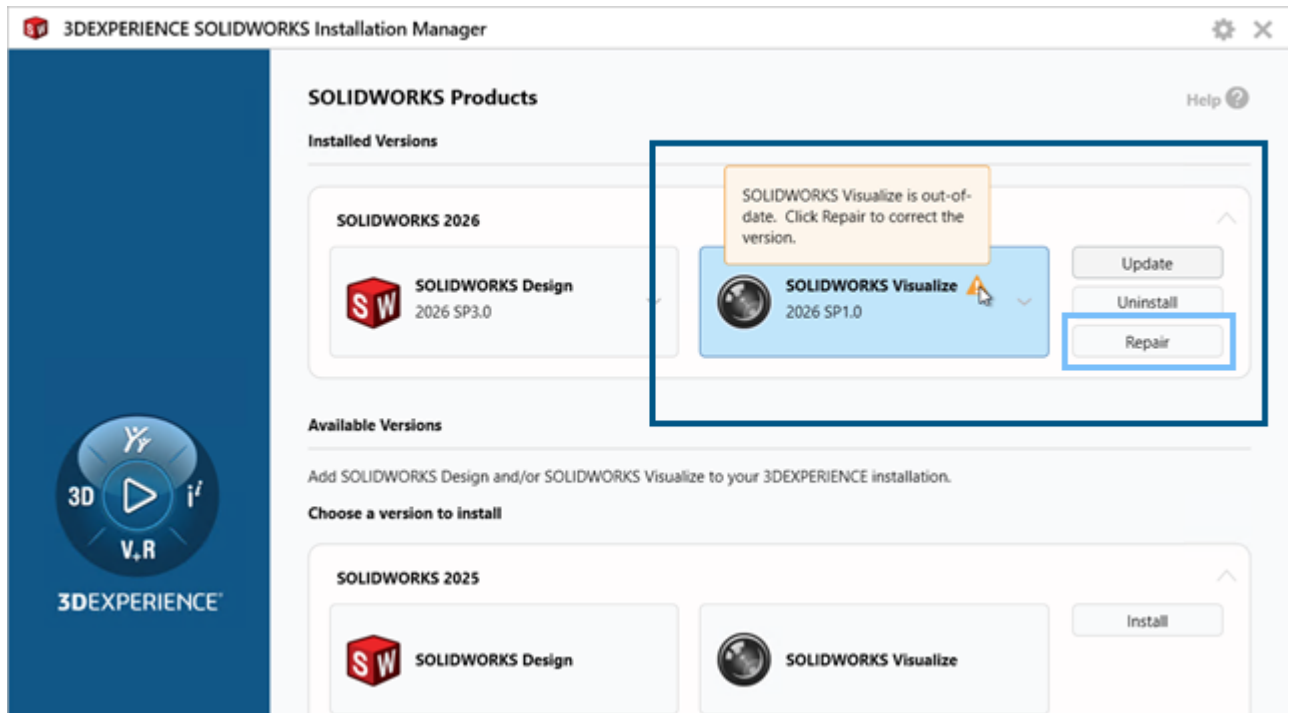 3DEXPERIENCE SOLIDWORKS Installation Manager
SOLIDWORKS Products
Help
Installed Versions
SOLIDWORKS Visualize is out-of-
date. Click Repair to correct the
version.
SOLIDWORKS 2026
SOLIDWORKS Design
2026 SP3.0
SOLIDWORKS Visualize
2026 SP1.0
Update
Uninstall
Repair
Available Versions
Add SOLIDWORKS Design and/or SOLIDWORKS Visualize to your 3DEXPERIENCE installation.
Choose a version to install
SOLIDWORKS 2025
SOLIDWORKS Design
SOLIDWORKS Visualize
Install
3D
V+R
3DEXPERIENCE